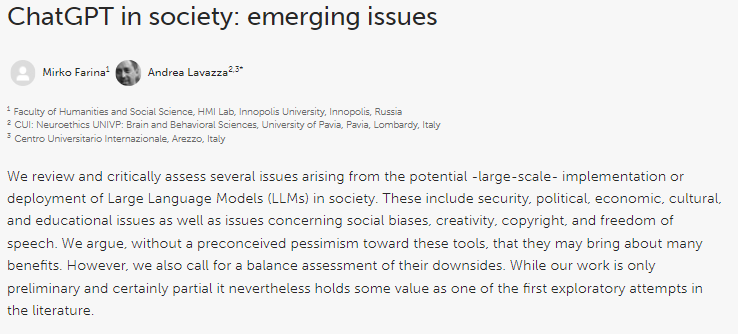 ChatGPT in society: emerging issues
Mirko Farina¹ Andrea Lavazza²,³*
¹ Faculty of Humanities and Social Science, HMI Lab, Innopolis University, Innopolis, Russia
² CUI: Neuroethics UNIVP: Brain and Behavioral Sciences, University of Pavia, Pavia, Lombardy, Italy
³ Centro Universitario Internazionale, Arezzo, Italy
We review and critically assess several issues arising from the potential -large-scale- implementation or
deployment of Large Language Models (LLMs) in society. These include security, political, economic, cultural,
and educational issues as well as issues concerning social biases, creativity, copyright, and freedom of
speech. We argue, without a preconceived pessimism toward these tools, that they may bring about many
benefits. However, we also call for a balance assessment of their downsides. While our work is only
preliminary and certainly partial it nevertheless holds some value as one of the first exploratory attempts in
the literature.